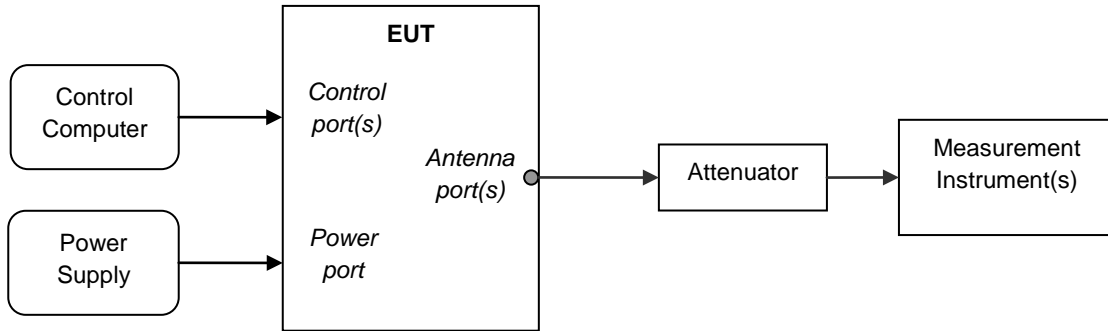 EUT
Control
Computer
Control
port(s)
Antenna
port(s)
Attenuator
Measurement
Instrument(s)
Power
Supply
Power
port